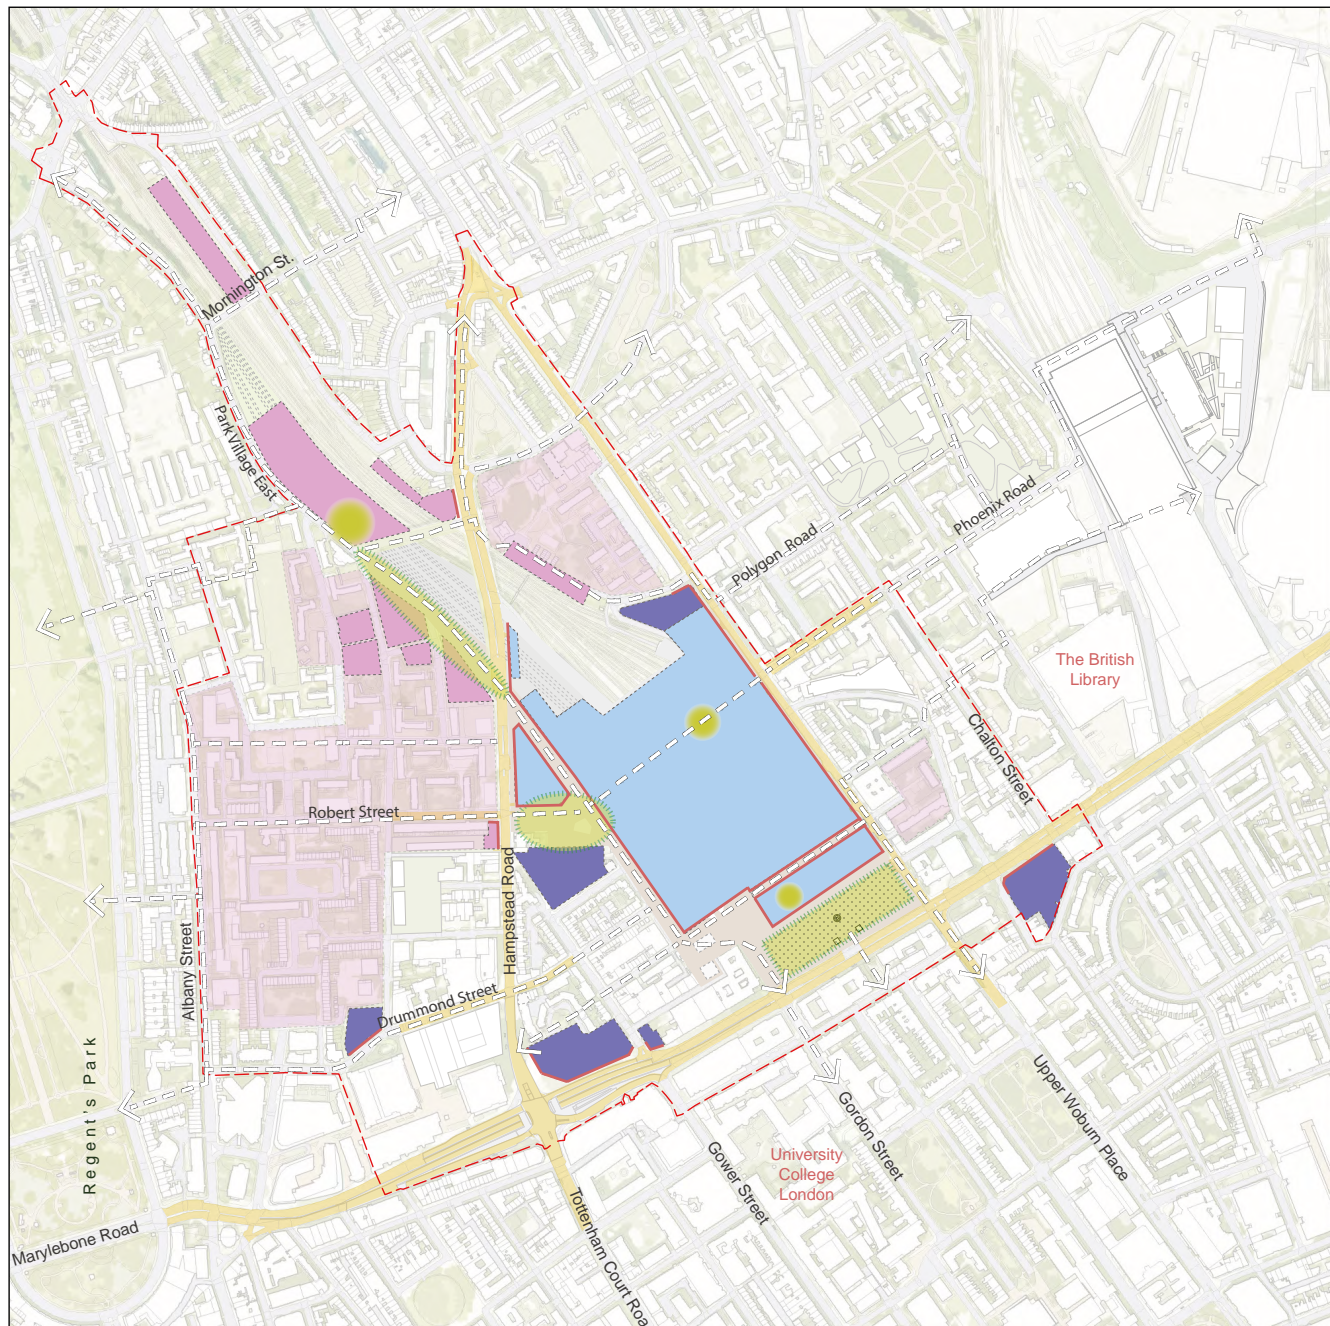 Mornington St.
Park Village East
Polygon Road
Phoenix Road
The British
Library
Chalton Street
Robert Street
Hampstead Road
Albany Street
Drummond Street
Regent's Park
Upper Woburn Place
Gordon Street
University
College
London
Gower Street
Tottenham Court Roa
Marylebone Road